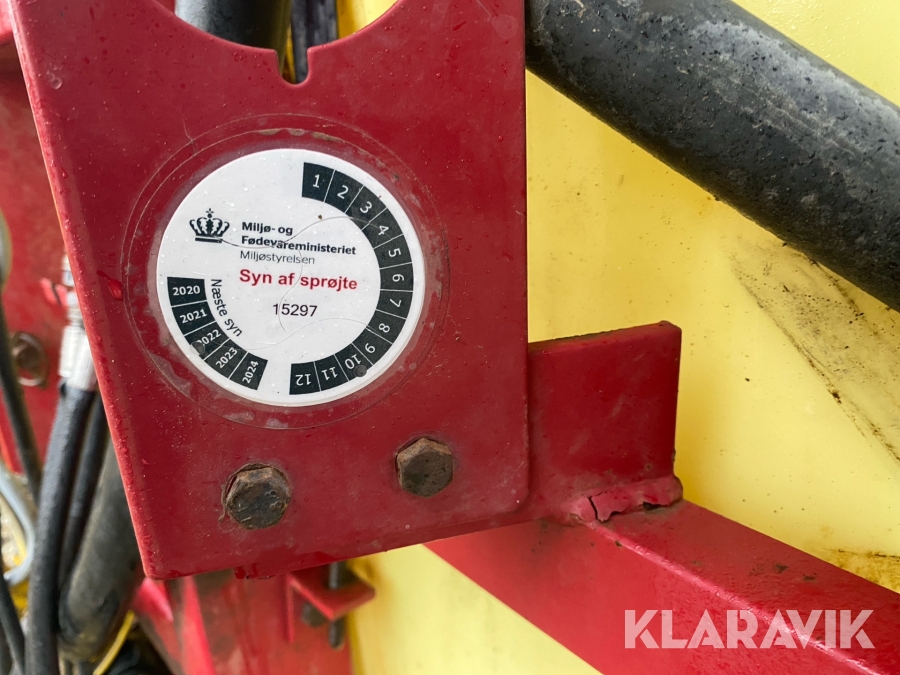 Miljø- og
Fødevareministeriet
Miljøstyrelsen
Syn af sprøjte
15297
1 2 3 4 5 6 7 8 9 10 11 12
Næste syn
2020 2021 2022 2023 2024
KLARAVIK